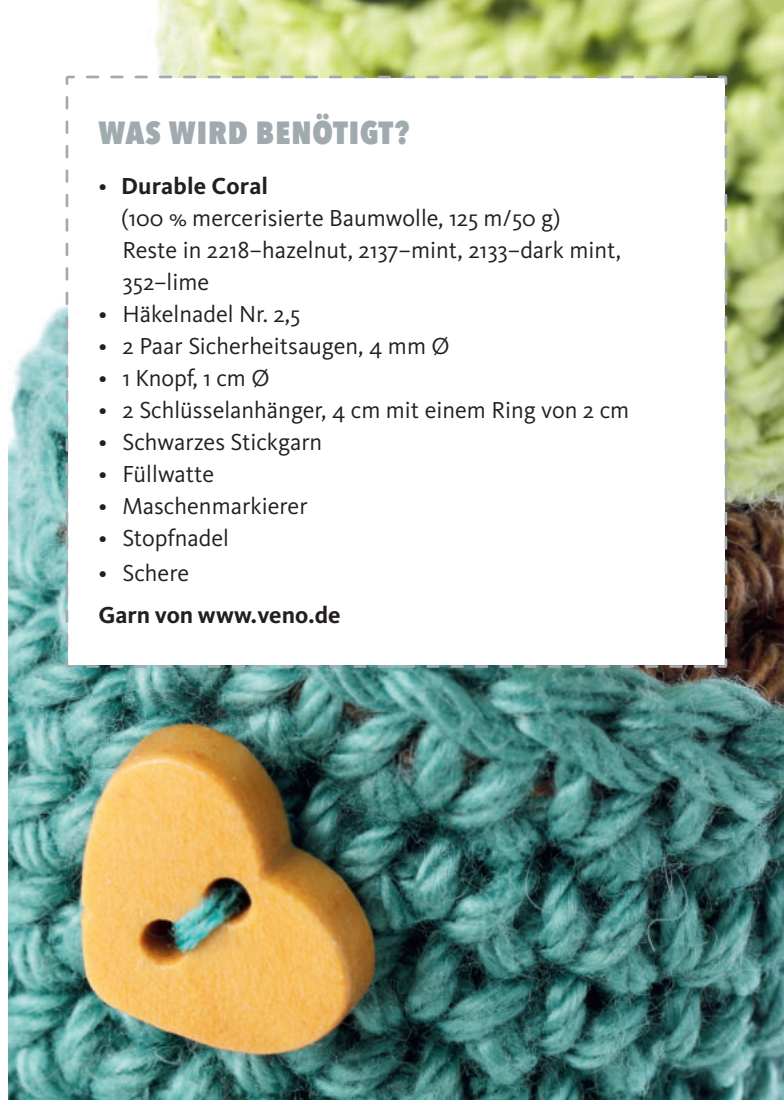 WAS WIRD BENÖTIGT?
• Durable Coral
(100 % mercerisierte Baumwolle, 125 m/50 g)
Reste in 2218–hazelnut, 2137–mint, 2133–dark mint,
352–lime
• Häkelnadel Nr. 2,5
• 2 Paar Sicherheitsaugen, 4 mm Ø
• 1 Knopf, 1 cm Ø
• 2 Schlüsselanhänger, 4 cm mit einem Ring von 2 cm
• Schwarzes Stickgarn
• Füllwatte
• Maschenmarkierer
• Stopfnadel
• Schere
Garn von www.veno.de